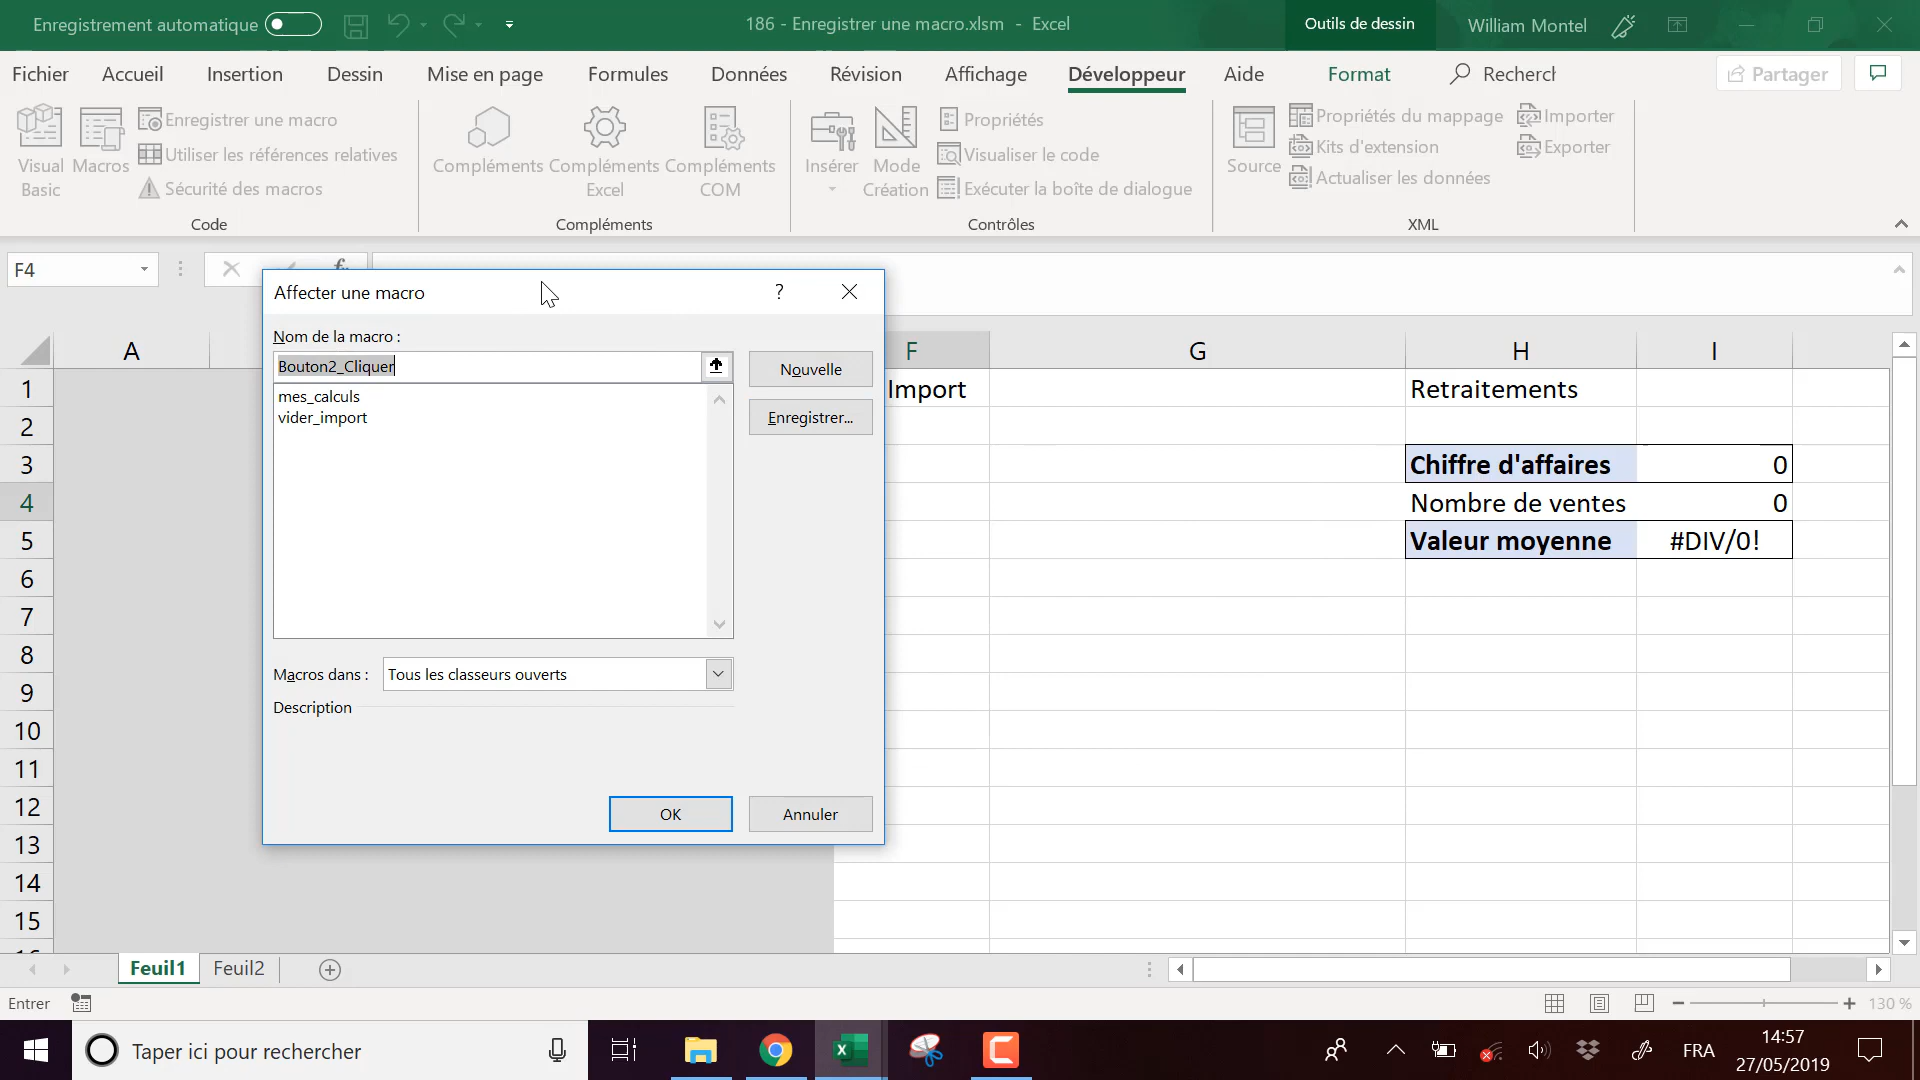 Enregistrement automatique
186 - Enregistrer une macro.xlsm - Excel
Outils de dessin
William Montel
Fichier Accueil Insertion Dessin Mise en page Formules Données Révision Affichage Développeur Aide Format Recherch Partager
Visual Basic
Macros
Enregistrer une macro
Utiliser les références relatives
Sécurité des macros
Code
Compléments
Compléments Excel
Compléments COM
Compléments
Insérer
Mode Création
Propriétés
Visualiser le code
Exécuter la boîte de dialogue
Contrôles
Source
Propriétés du mappage
Kits d'extension
Actualiser les données
Importer
Exporter
XML
F4
Affecter une macro ?
Nom de la macro :
Bouton2_Cliquer
Nouvelle
mes_calculs
vider_import
Enregistrer...
Macros dans : Tous les classeurs ouverts
Description
OK Annuler
A F G H I
1 Import Retraitements
2
3 Chiffre d'affaires 0
4 Nombre de ventes 0
5 Valeur moyenne #DIV/0!
6
7
8
9
10
11
12
13
14
15
Feuil1 Feuil2
Entrer 130 %
Taper ici pour rechercher
FRA
14:57
27/05/2019